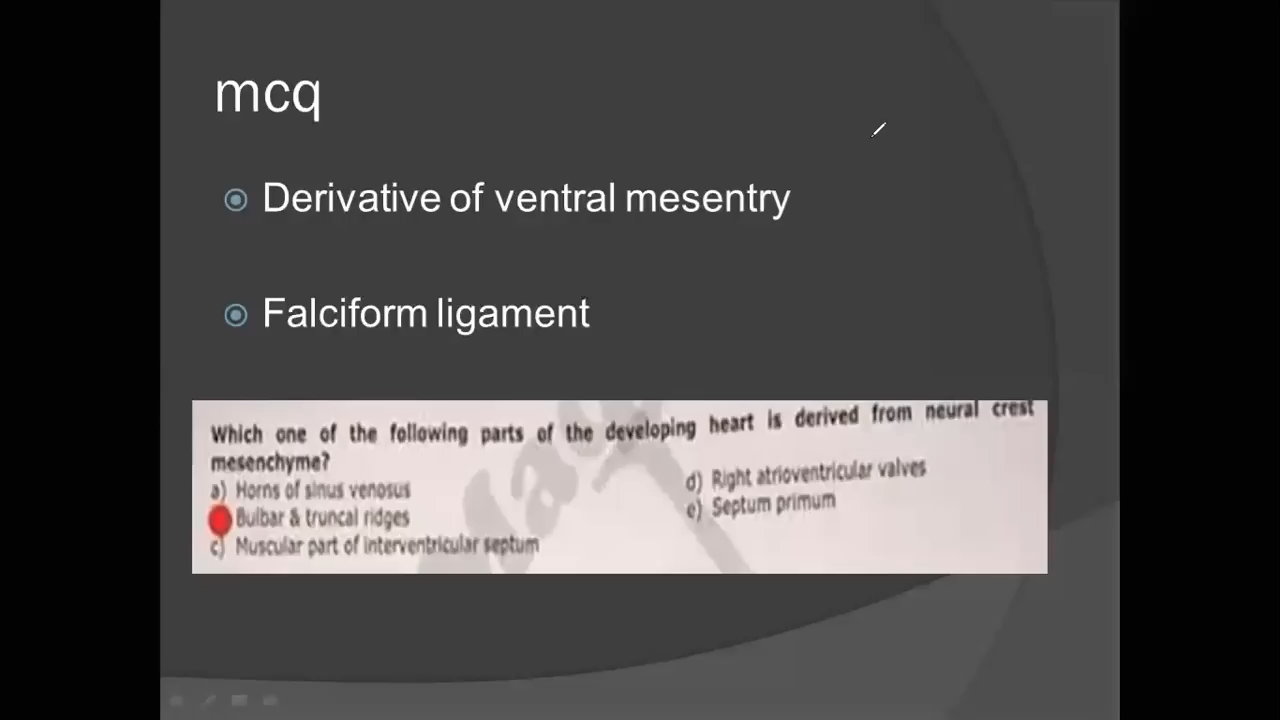 mcq
Derivative of ventral mesentry
Falciform ligament
Which one of the following parts of the developing heart is derived from neural crest
mesenchyme?
a) Horns of sinus venosus
Bulbar & truncal ridges
c) Muscular part of interventricular septum
d) Right atrioventricular valves
e) Septum primum